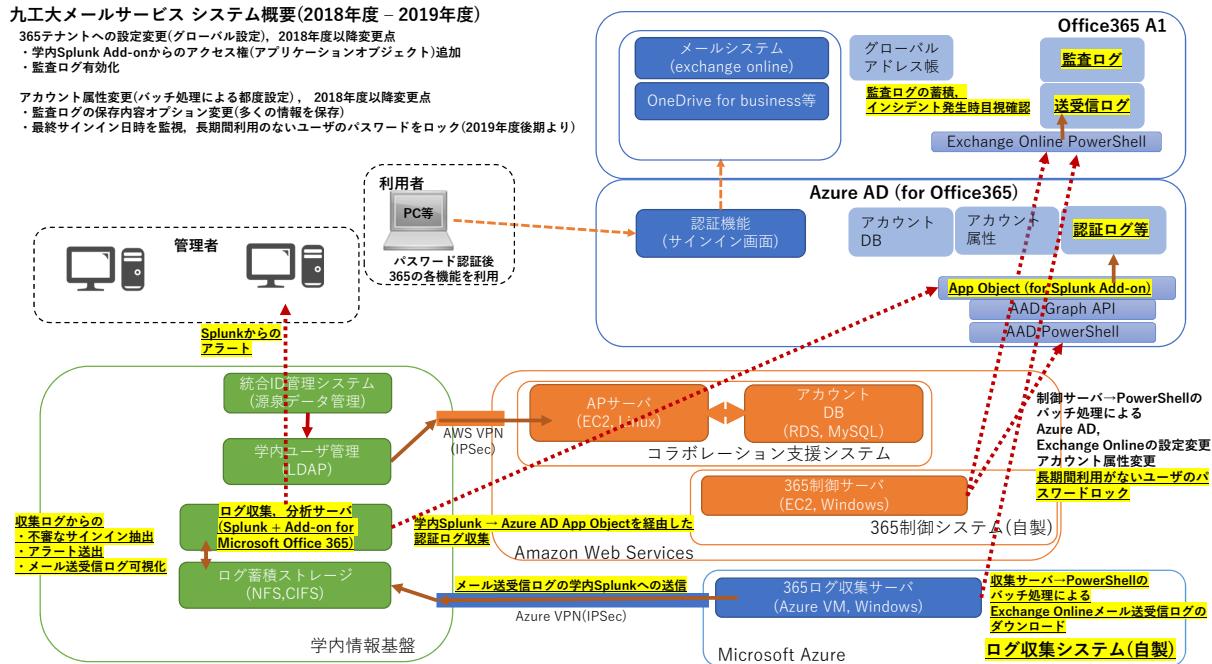 九工大メールサービス システム概要(2018年度 – 2019年度)
365テナントへの設定変更(グローバル設定)，2018年度以降変更点
・学内Splunk Add-onからのアクセス権(アプリケーションオブジェクト)追加
・監査ログ有効化
アカウント属性変更(バッチ処理による都度設定)，2018年度以降変更点
・監査ログの保存内容オプション変更(多くの情報を保存)
・最終サインイン日時を監視，長期間利用のないユーザのパスワードをロック(2019年度後期より)
Office365 A1
メールシステム
(exchange online)
OneDrive for business等
グローバル
アドレス帳
監査ログ
監査ログの蓄積，
インシデント発生時目視確認
送受信ログ
Exchange Online PowerShell
Azure AD (for Office365)
認証機能
(サインイン画面)
アカウント
DB
アカウント
属性
認証ログ等
App Object (for Splunk Add-on)
AAD Graph API
AAD PowerShell
利用者
PC等
パスワード認証後
365の各機能を利用
管理者
Splunkからの
アラート
統合ID管理システム
(源泉データ管理)
学内ユーザ管理
(LDAP)
ログ収集，分析サーバ
(Splunk + Add-on for
Microsoft Office 365)
ログ蓄積ストレージ
(NFS,CIFS)
学内情報基盤
収集ログからの
・不審なサインイン抽出
・アラート送出
・メール送受信ログ可視化
AWS VPN
(IPSec)
APサーバ
(EC2, Linux)
アカウント
DB
(RDS, MySQL)
コラボレーション支援システム
365制御サーバ
(EC2, Windows)
365制御システム(自製)
Amazon Web Services
学内Splunk → Azure AD App Objectを経由した
認証ログ収集
制御サーバ→PowerShellの
バッチ処理による
Azure AD,
Exchange Onlineの設定変更
アカウント属性変更
長期間利用がないユーザのパ
スワードロック
メール送受信ログの学内Splunkへの送信
Azure VPN(IPSec)
365ログ収集サーバ
(Azure VM, Windows)
Microsoft Azure
収集サーバ→PowerShellの
バッチ処理による
Exchange Onlineメール送受信ログの
ダウンロード
ログ収集システム(自製)